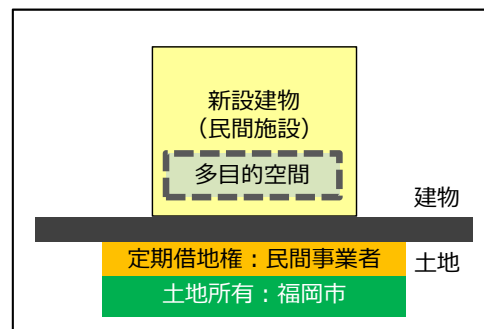 新設建物
（民間施設）
多目的空間
建物
定期借地権：民間事業者
土地
土地所有：福岡市